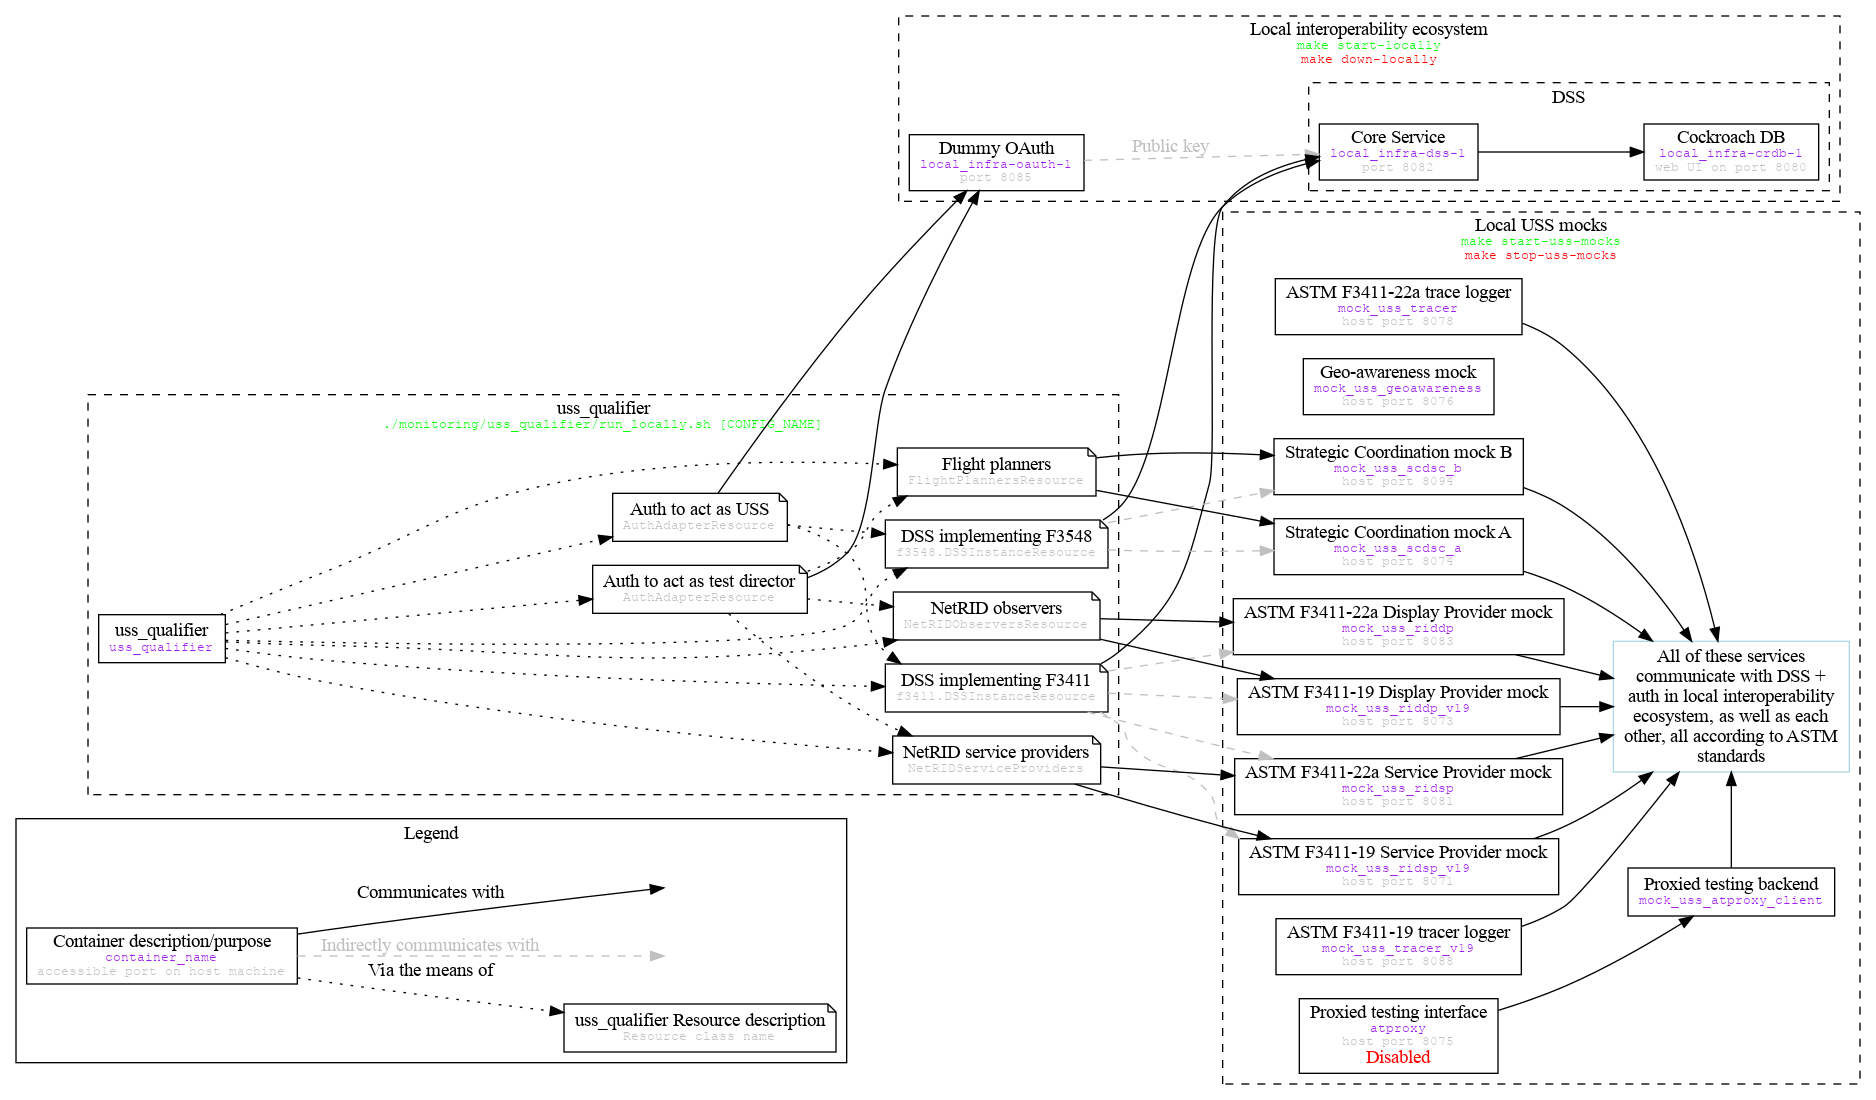 Local interoperability ecosystem
make start-locally
make down-locally
DSS
Dummy OAuth
local_infra-oauth-1
port 8085
Public key
Core Service
local_infra-dss-1
port 8082
Cockroach DB
local_infra-crdb-1
web UI on port 8080
Local USS mocks
make start-uss-mocks
make stop-uss-mocks
ASTM F3411-22a trace logger
mock_uss_tracer
host port 8078
Geo-awareness mock
mock_uss_geoawareness
host port 8076
Strategic Coordination mock B
mock_uss_scdsc_b
host port 8094
Strategic Coordination mock A
mock_uss_scdsc_a
host port 8074
ASTM F3411-22a Display Provider mock
mock_uss_riddp
host port 8083
ASTM F3411-19 Display Provider mock
mock_uss_riddp_v19
host port 8073
ASTM F3411-22a Service Provider mock
mock_uss_ridsp
host port 8081
ASTM F3411-19 Service Provider mock
mock_uss_ridsp_v19
host port 8071
ASTM F3411-19 tracer logger
mock_uss_tracer_v19
host port 8088
Proxied testing interface
atproxy
host port 8075
Disabled
All of these services
communicate with DSS +
auth in local interoperability
ecosystem, as well as each
other, all according to ASTM
standards
Proxied testing backend
mock_uss_atproxy_client
uss_qualifier
./monitoring/uss_qualifier/run_locally.sh [CONFIG_NAME]
uss_qualifier
uss_qualifier
Auth to act as USS
AuthAdapterResource
Auth to act as test director
AuthAdapterResource
Flight planners
FlightPlannersResource
DSS implementing F3548
f3548.DSSInstanceResource
NetRID observers
NetRIDObserversResource
DSS implementing F3411
f3411.DSSInstanceResource
NetRID service providers
NetRIDServiceProviders
Legend
Communicates with
Container description/purpose
container_name
accessible port on host machine
Indirectly communicates with
Via the means of
uss_qualifier Resource description
Resource class name